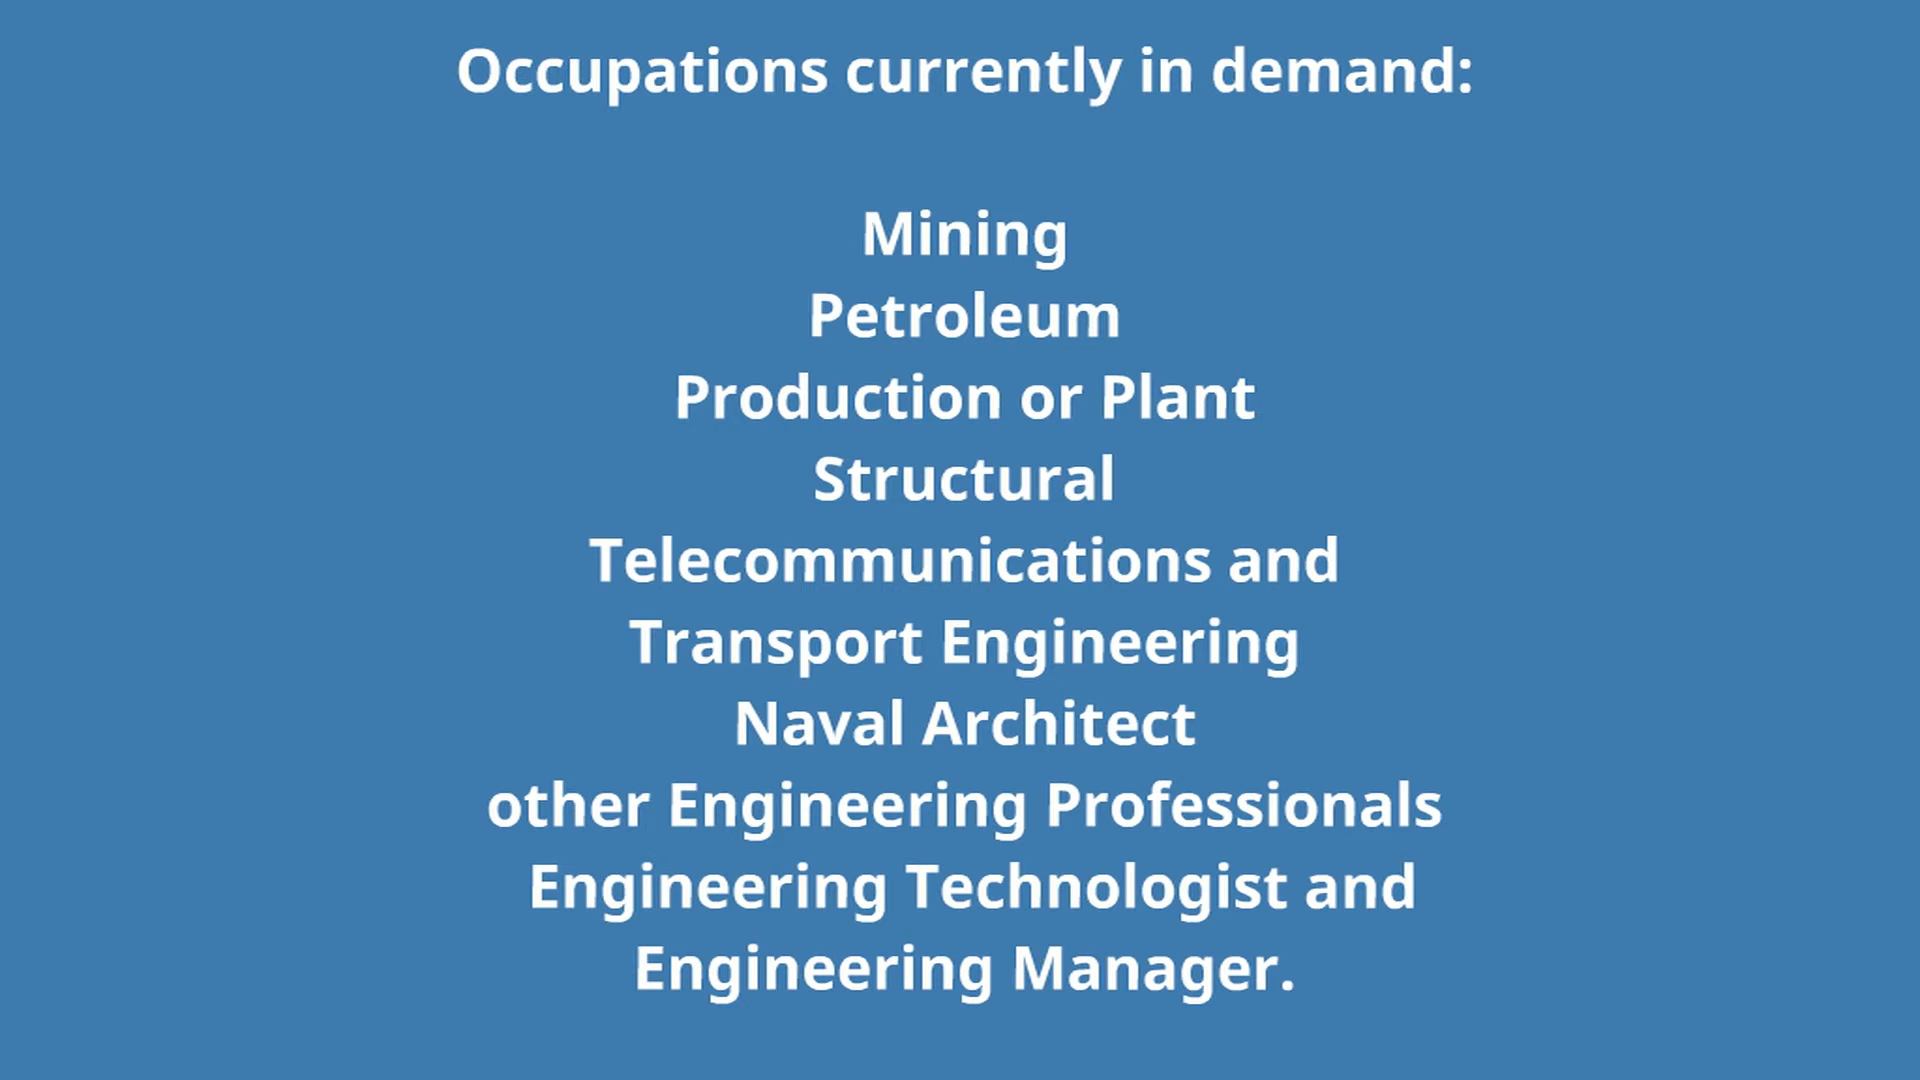 Occupations currently in demand:
Mining
Petroleum
Production or Plant
Structural
Telecommunications and
Transport Engineering
Naval Architect
other Engineering Professionals
Engineering Technologist and
Engineering Manager.